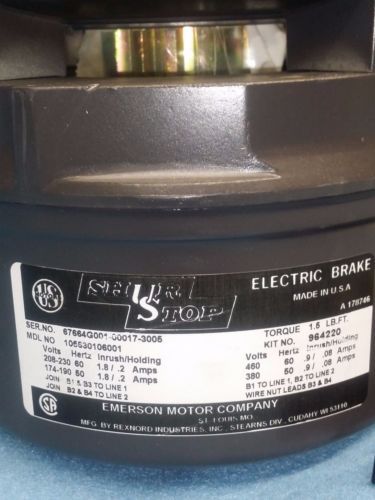 US
SHUR
STOP
ELECTRIC BRAKE
MADE IN U.S.A
A 178746
SER.NO. 67664G001-00017-3005
MDL NO 105530106001
Volts Hertz Inrush/Holding
208-230 60 1.8 / .2 Amps
174-190 50 1.8 / .2 Amps
JOIN B1 & B3 TO LINE 1
JOIN B2 & B4 TO LINE 2
TORQUE 1.5 LB.FT.
KIT NO. 964220
Volts Hertz Inrush/Holding
460 60 .9 / .08 Amps
380 50 .9 / .08 Amps
B1 TO LINE 1, B2 TO LINE 2
WIRE NUT LEADS B3 & B4
EMERSON MOTOR COMPANY
ST. LOUIS MO.
MFG BY REXNORD INDUSTRIES, INC., STEARNS DIV., CUDAHY WI 53110